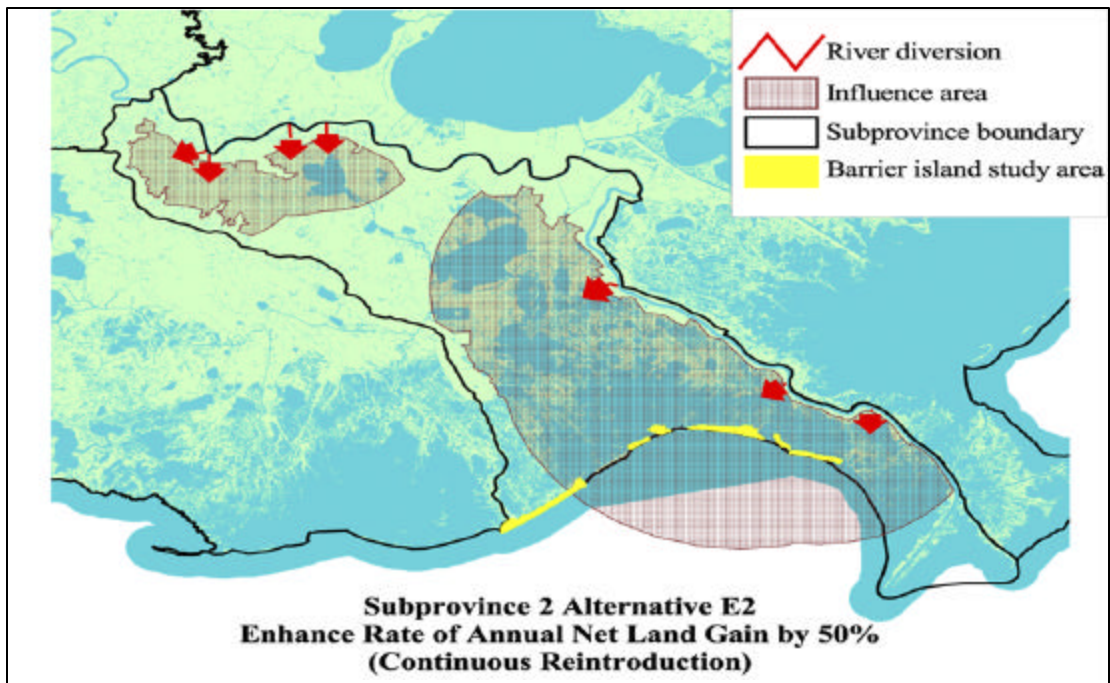 River diversion
Influence area
Subprovince boundary
Barrier island study area
Subprovince 2 Alternative E2
Enhance Rate of Annual Net Land Gain by 50%
(Continuous Reintroduction)